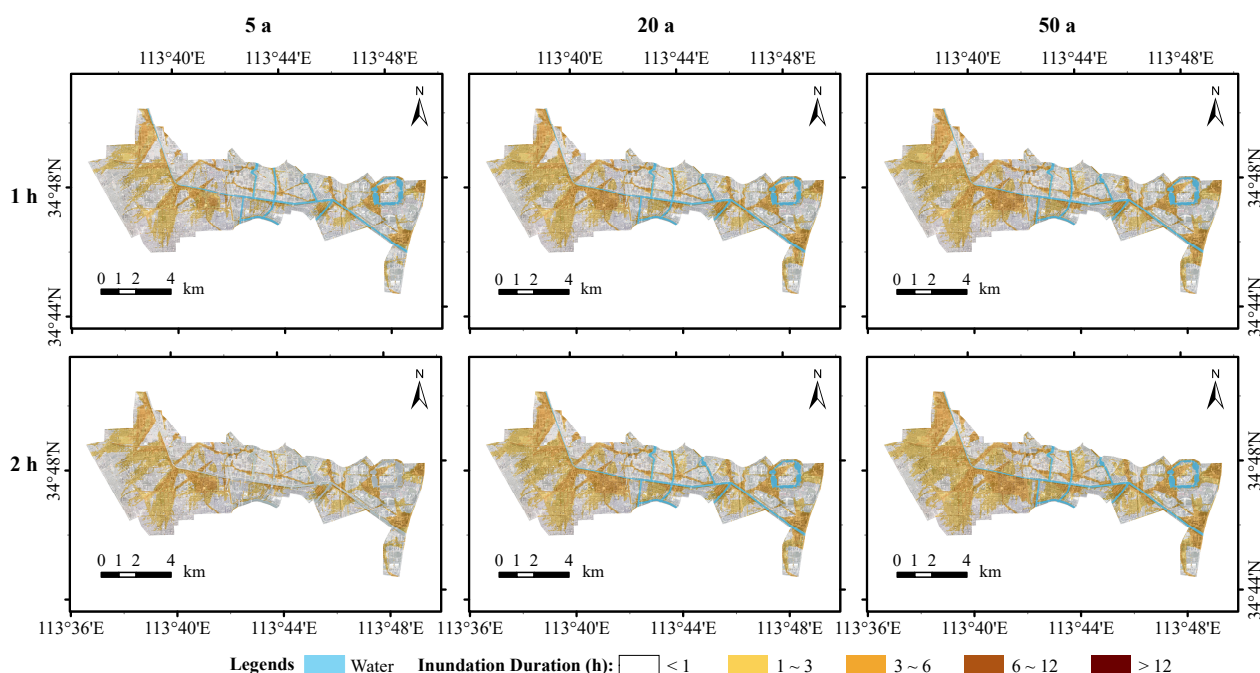 5 a 20 a 50 a
113°40'E 113°44'E 113°48'E 113°40'E 113°44'E 113°48'E 113°40'E 113°44'E 113°48'E
N N N
1 h
34°48'N 34°48'N
0 1 2 4 km 0 1 2 4 km 0 1 2 4 km
34°44'N 34°44'N
N N N
2 h
34°48'N 34°48'N
0 1 2 4 km 0 1 2 4 km 0 1 2 4 km
34°44'N
113°36'E 113°40'E 113°44'E 113°48'E 113°36'E 113°40'E 113°44'E 113°48'E 113°36'E 113°40'E 113°44'E 113°48'E
Legends Water Inundation Duration (h): < 1 1 ~ 3 3 ~ 6 6 ~ 12 > 12